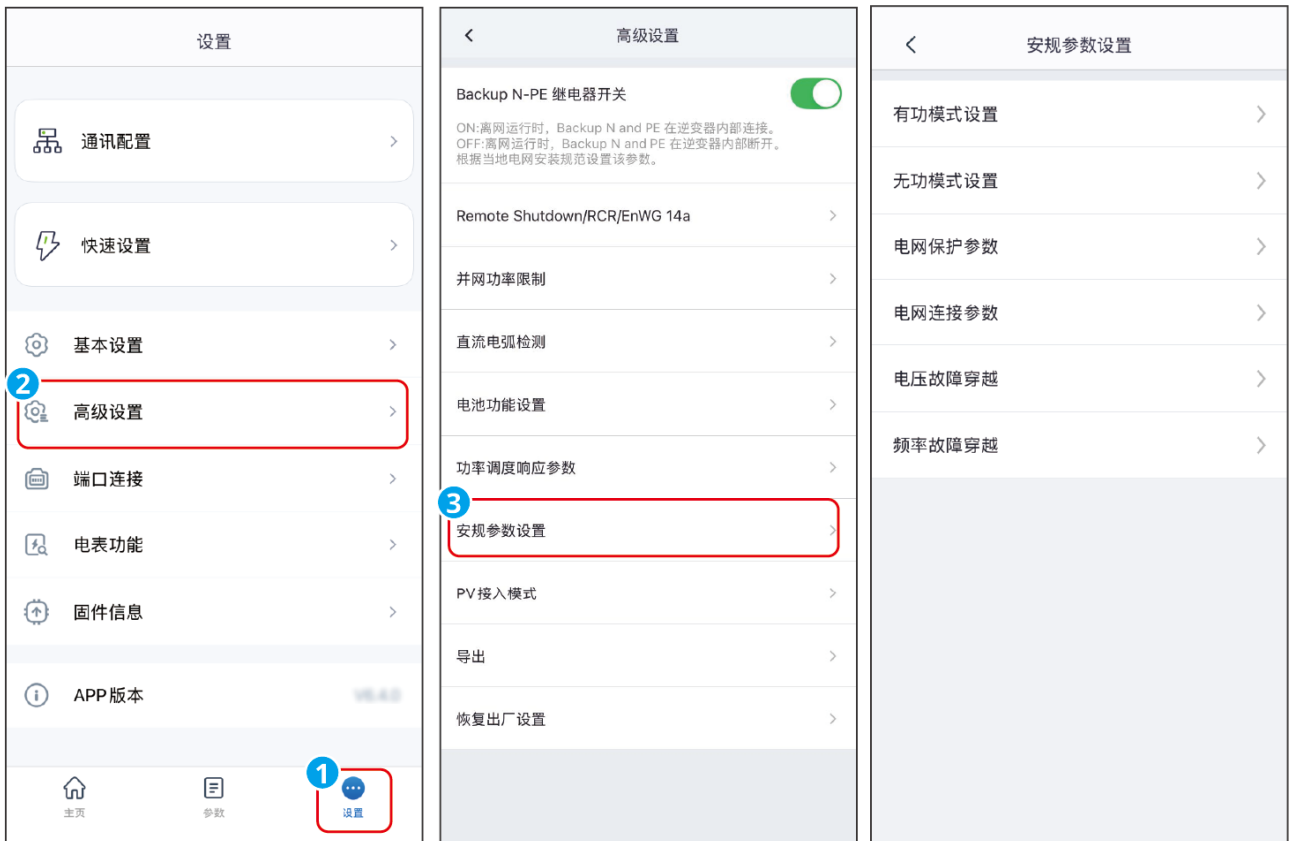 设置
通讯配置
快速设置
基本设置
2
高级设置
端口连接
电表功能
固件信息
APP版本
1
主页
参数
设置
高级设置
Backup N-PE 继电器开关
ON:离网运行时，Backup N and PE 在逆变器内部连接。
OFF:离网运行时，Backup N and PE 在逆变器内部断开。
根据当地电网安装规范设置该参数。
Remote Shutdown/RCR/EnWG 14a
并网功率限制
直流电弧检测
电池功能设置
功率调度响应参数
3
安规参数设置
PV接入模式
导出
恢复出厂设置
安规参数设置
有功模式设置
无功模式设置
电网保护参数
电网连接参数
电压故障穿越
频率故障穿越